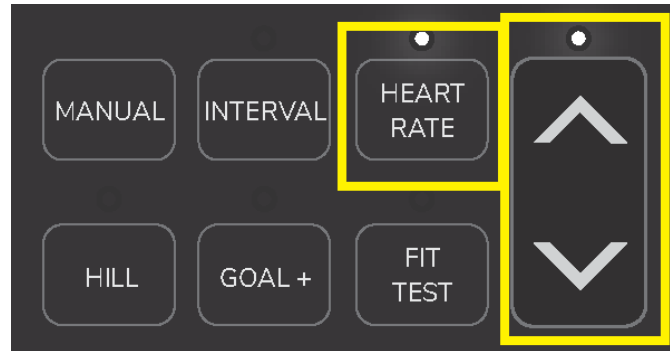 MANUAL
INTERVAL
HEART
RATE
HILL
GOAL +
FIT
TEST